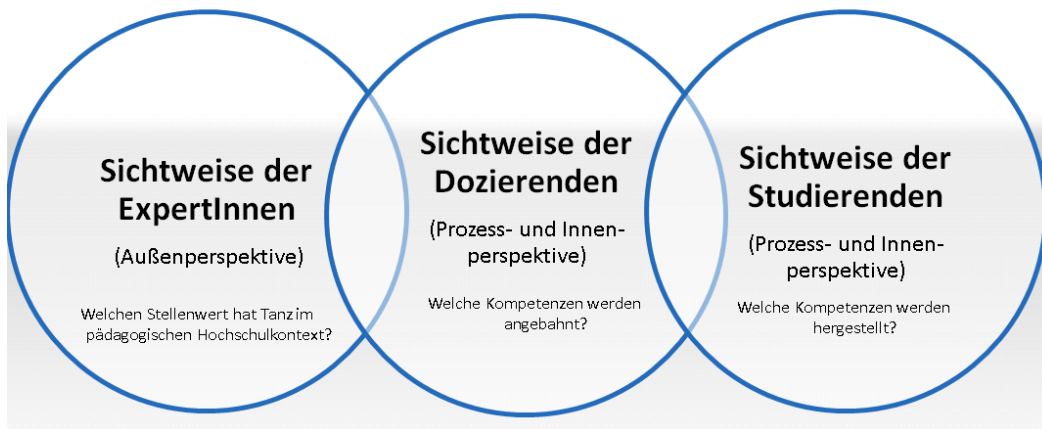 Sichtweise der
ExpertInnen
(Außenperspektive)
Welchen Stellenwert hat Tanz im
pädagogischen Hochschulkontext?
Sichtweise der
Dozierenden
(Prozess- und Innen-
perspektive)
Welche Kompetenzen werden
angebahnt?
Sichtweise der
Studierenden
(Prozess- und Innen-
perspektive)
Welche Kompetenzen werden
hergestellt?